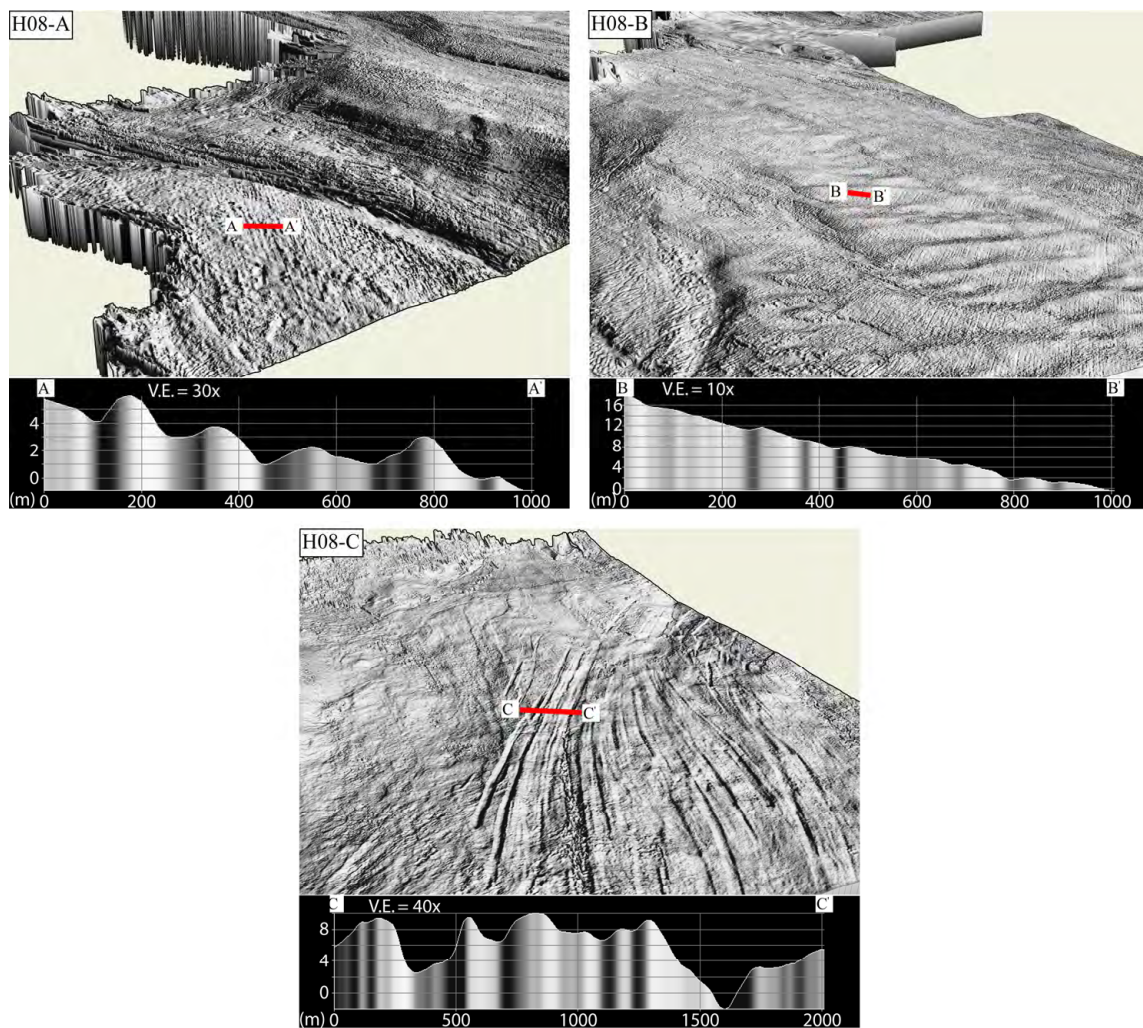 H08-A
A A'
A V.E. = 30x A'
4
2
0
(m) 200 400 600 800 1000
H08-B
B B'
B V.E. = 10x B'
16
12
8
4
0
(m) 0 200 400 600 800 1000
H08-C
C C'
C V.E. = 40x C'
8
4
0
(m) 0 500 1000 1500 2000